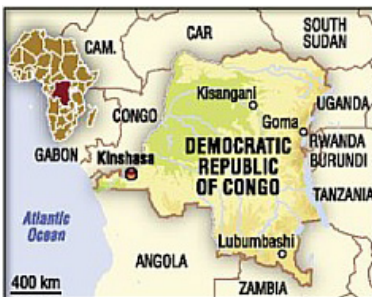 CAM.
CAR
SOUTH
SUDAN
Kisangani
UGANDA
CONGO
Goma
GABON
RWANDA
Kinshasa
DEMOCRATIC
REPUBLIC
OF CONGO
BURUNDI
TANZANIA
Atlantic
Ocean
Lubumbashi
ANGOLA
400 km
ZAMBIA